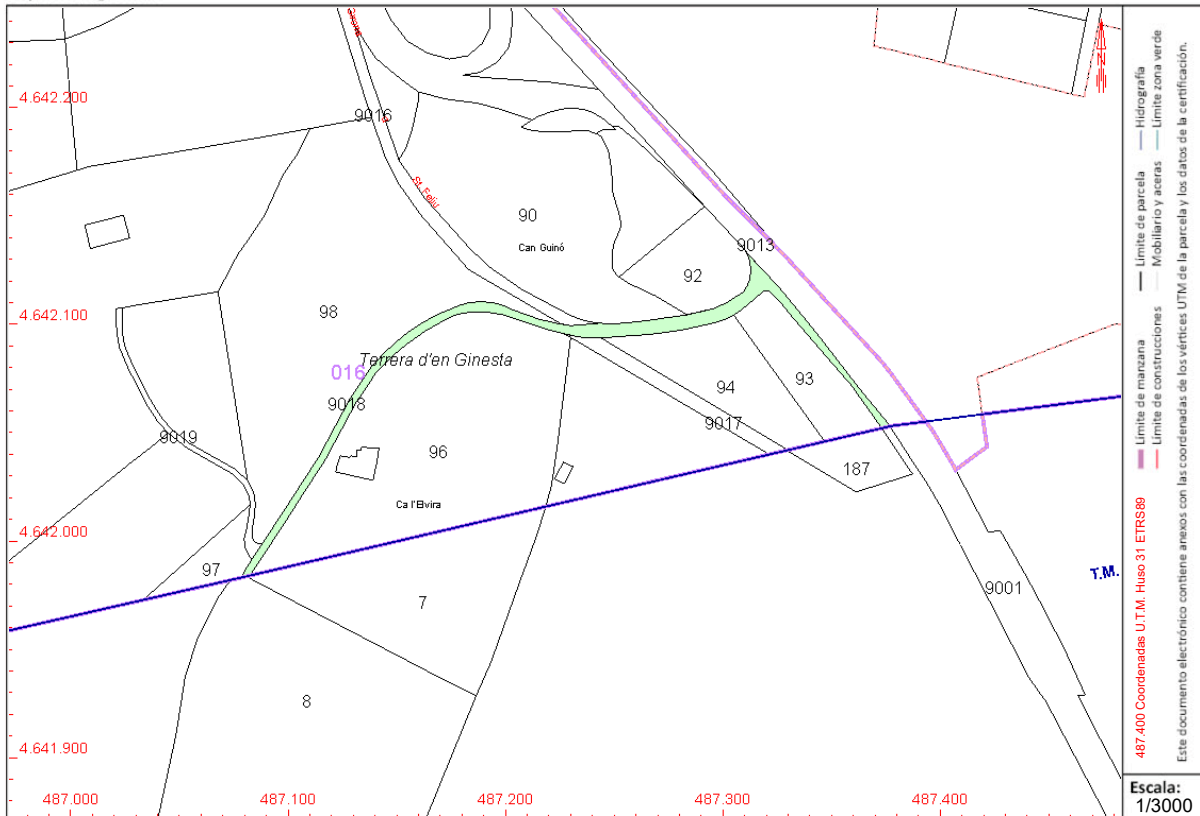 Girona
4.642.200
9016
a
St. Feliu
90
Can Guinó
9013
92
4.642.100
98
Terrera d'en Ginesta
016
9018
94
93
9017
9019
96
187
Ca l'Elvira
4.642.000
97
7
9001
T.M.
8
4.641.900
487.000
487.100
487.200
487.300
487.400
487.400 Coordenadas U.T.M. Huso 31 ETRS89
Límite de manzana
Límite de parcela
Hidrografía
Límite de construcciones
Mobiliario y aceras
Límite zona verde
Este documento electrónico contiene anexos con las coordenadas de los vértices UTM de la parcela y los datos de la certificación.
Escala:
1/3000